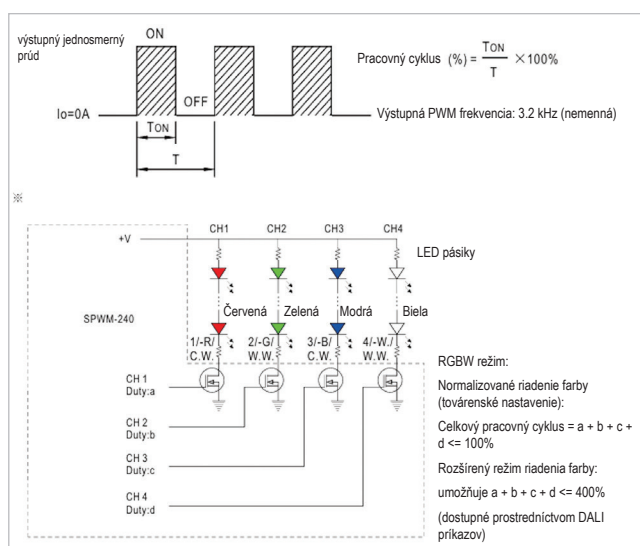 výstupný jednosmerný
prúd
ON
OFF
Io=0A
TON
T
Pracovný cyklus (%) = TON / T ×100%
Výstupná PWM frekvencia: 3.2 kHz (nemenná)
※
CH1 CH2 CH3 CH4
+V
LED pásiky
SPWM-240
Červená Zelená Modrá Biela
1/-R/ 2/-G/ 3/-B/ 4/-W./
C.W. W.W. C.W. W.W.
CH 1
Duty:a
CH 2
Duty:b
CH 3
Duty:c
CH 4
Duty:d
RGBW režim:
Normalizované riadenie farby
(továrenské nastavenie):
Celkový pracovný cyklus = a + b + c +
d <= 100%
Rozšírený režim riadenia farby:
umožňuje a + b + c + d <= 400%
(dostupné prostredníctvom DALI
príkazov)